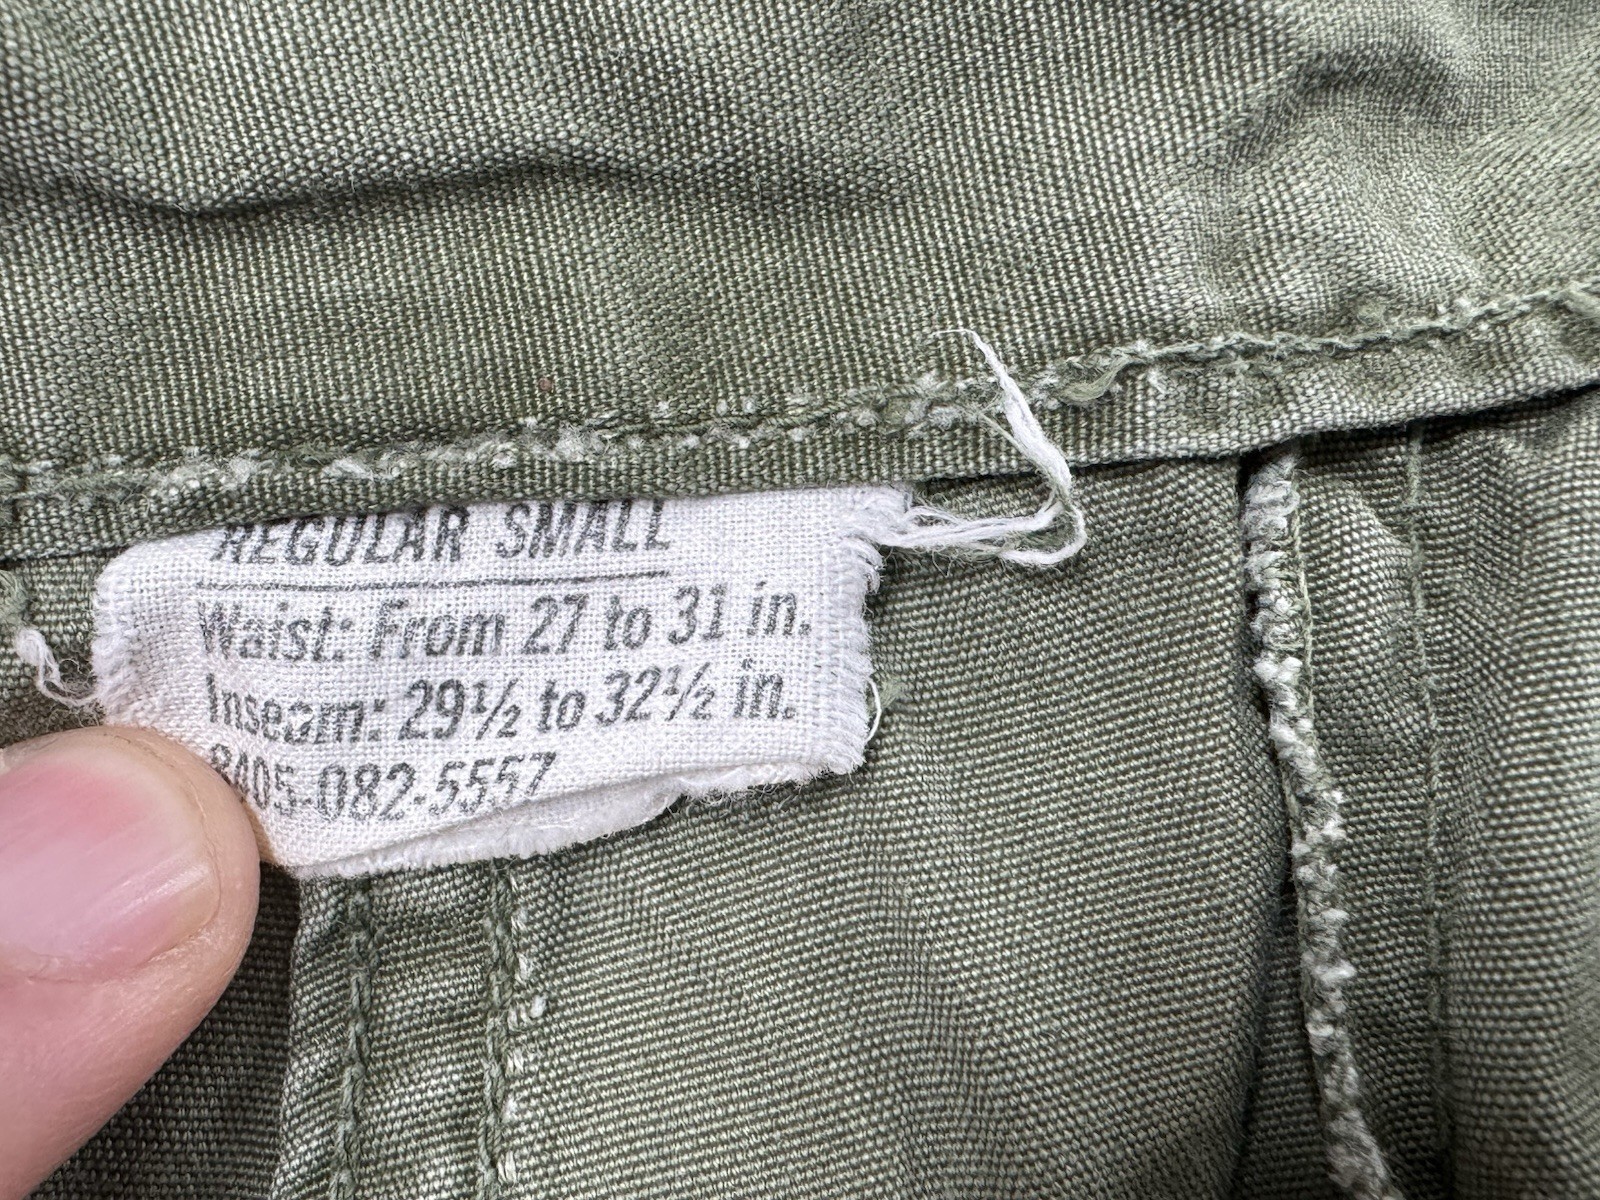 REGULAR SMALL
Waist: From 27 to 31 in.
Inseam: 29½ to 32½ in.
8405-082-5557